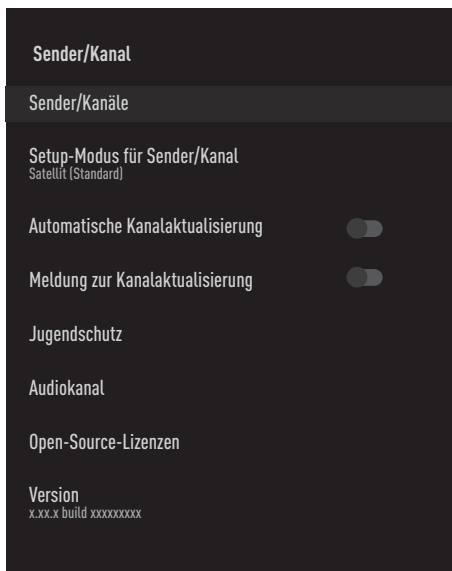 Sender/Kanal
Sender/Kanäle
Setup-Modus für Sender/Kanal
Satellit (Standard)
Automatische Kanalaktualisierung
Meldung zur Kanalaktualisierung
Jugendschutz
Audiokanal
Open-Source-Lizenzen
Version
x.xx.x build xxxxxxxxx